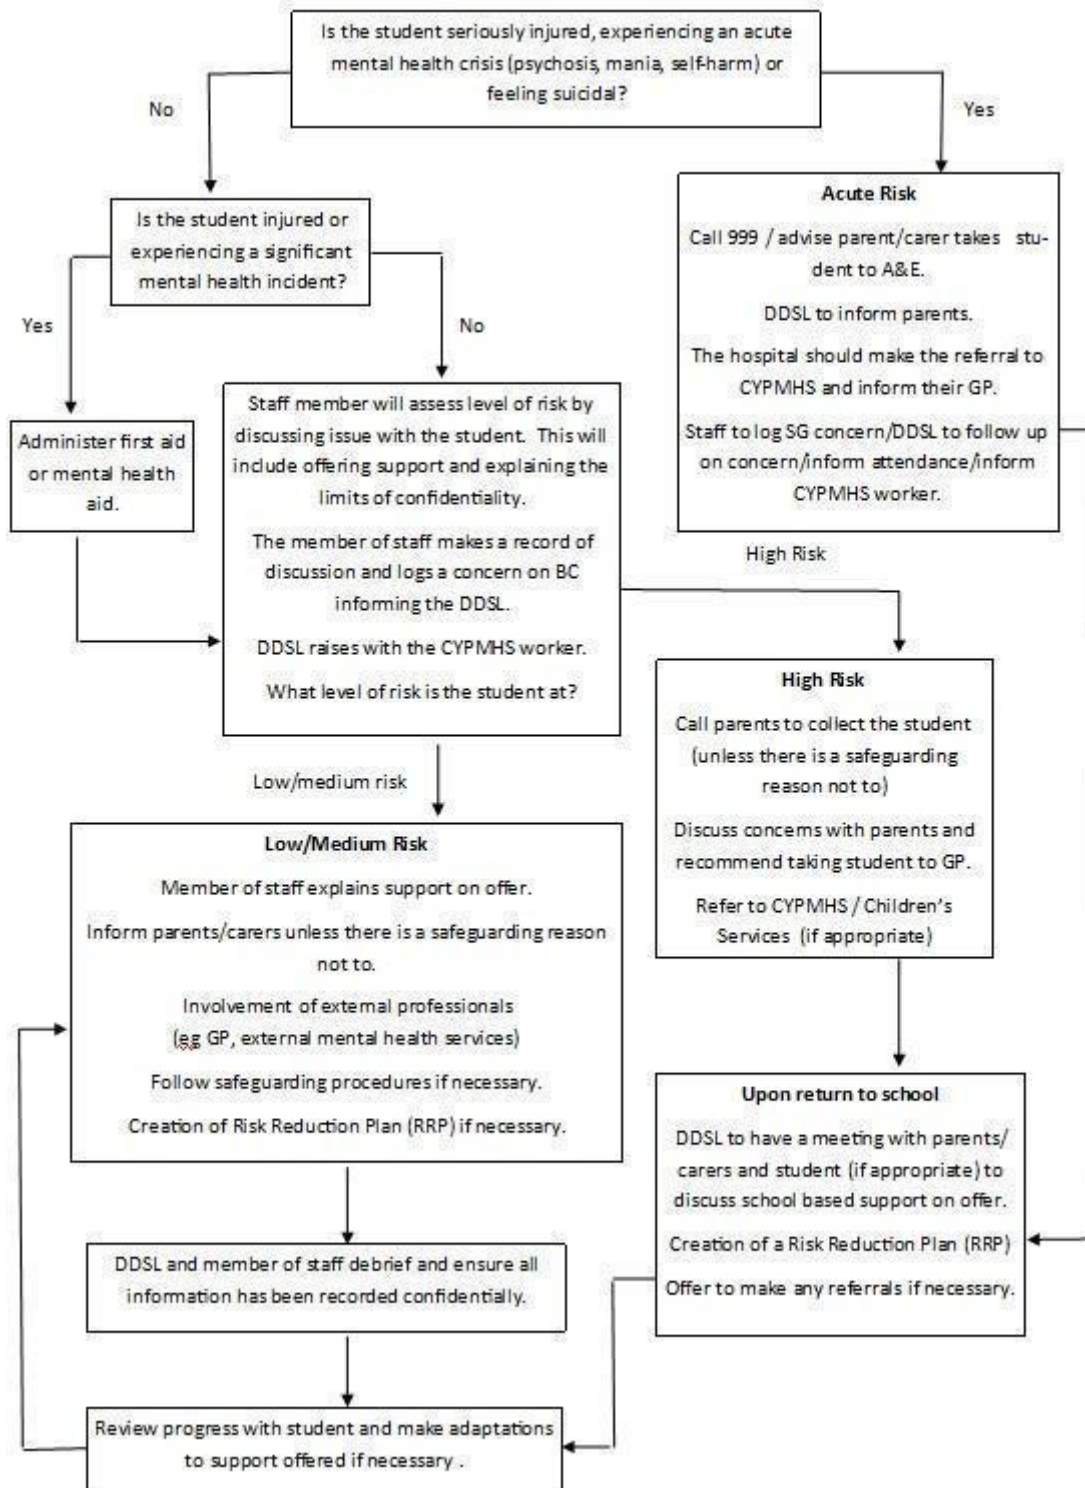 Is the student seriously injured, experiencing an acute
mental health crisis (psychosis, mania, self-harm) or
feeling suicidal?
No
Yes
Is the student injured or
experiencing a significant
mental health incident?
Acute Risk
Call 999 / advise parent/carer takes stu-
dent to A&E.
DDSL to inform parents.
The hospital should make the referral to
CYPMHS and inform their GP.
Staff to log SG concern/DDSL to follow up
on concern/inform attendance/inform
CYPMHS worker.
Yes
No
Administer first aid
or mental health
aid.
Staff member will assess level of risk by
discussing issue with the student. This will
include offering support and explaining the
limits of confidentiality.
The member of staff makes a record of
discussion and logs a concern on BC
informing the DDSL.
DDSL raises with the CYPMHS worker.
What level of risk is the student at?
High Risk
High Risk
Call parents to collect the student
(unless there is a safeguarding
reason not to)
Discuss concerns with parents and
recommend taking student to GP.
Refer to CYPMHS / Children's
Services (if appropriate)
Low/medium risk
Low/Medium Risk
Member of staff explains support on offer.
Inform parents/carers unless there is a safeguarding reason
not to.
Involvement of external professionals
(eg GP, external mental health services)
Follow safeguarding procedures if necessary.
Creation of Risk Reduction Plan (RRP) if necessary.
Upon return to school
DDSL to have a meeting with parents/
carers and student (if appropriate) to
discuss school based support on offer.
Creation of a Risk Reduction Plan (RRP)
Offer to make any referrals if necessary.
DDSL and member of staff debrief and ensure all
information has been recorded confidentially.
Review progress with student and make adaptations
to support offered if necessary .